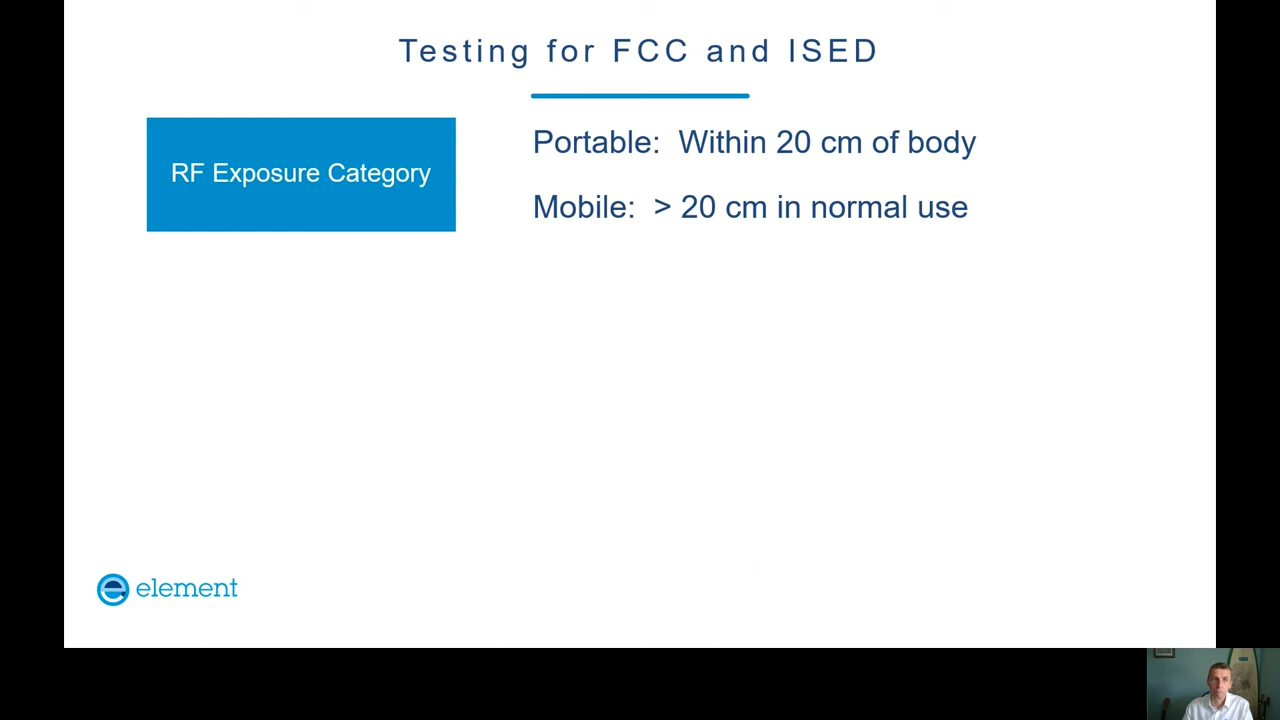 Testing for FCC and ISED
RF Exposure Category
Portable: Within 20 cm of body
Mobile: > 20 cm in normal use
element